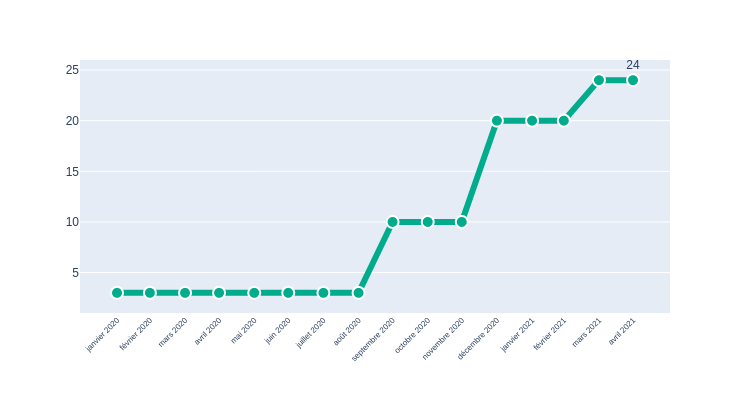 24
25
20
15
10
5
janvier 2020
février 2020
mars 2020
avril 2020
mai 2020
juin 2020
juillet 2020
août 2020
septembre 2020
octobre 2020
novembre 2020
décembre 2020
janvier 2021
février 2021
mars 2021
avril 2021